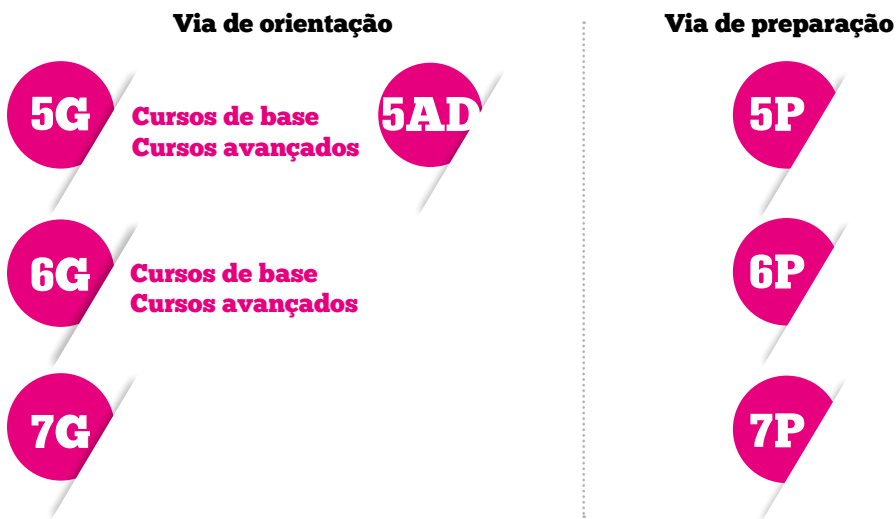 Via de orientação
Via de preparação
5G
Cursos de base
Cursos avançados
5AD
5P
6G
Cursos de base
Cursos avançados
6P
7G
7P